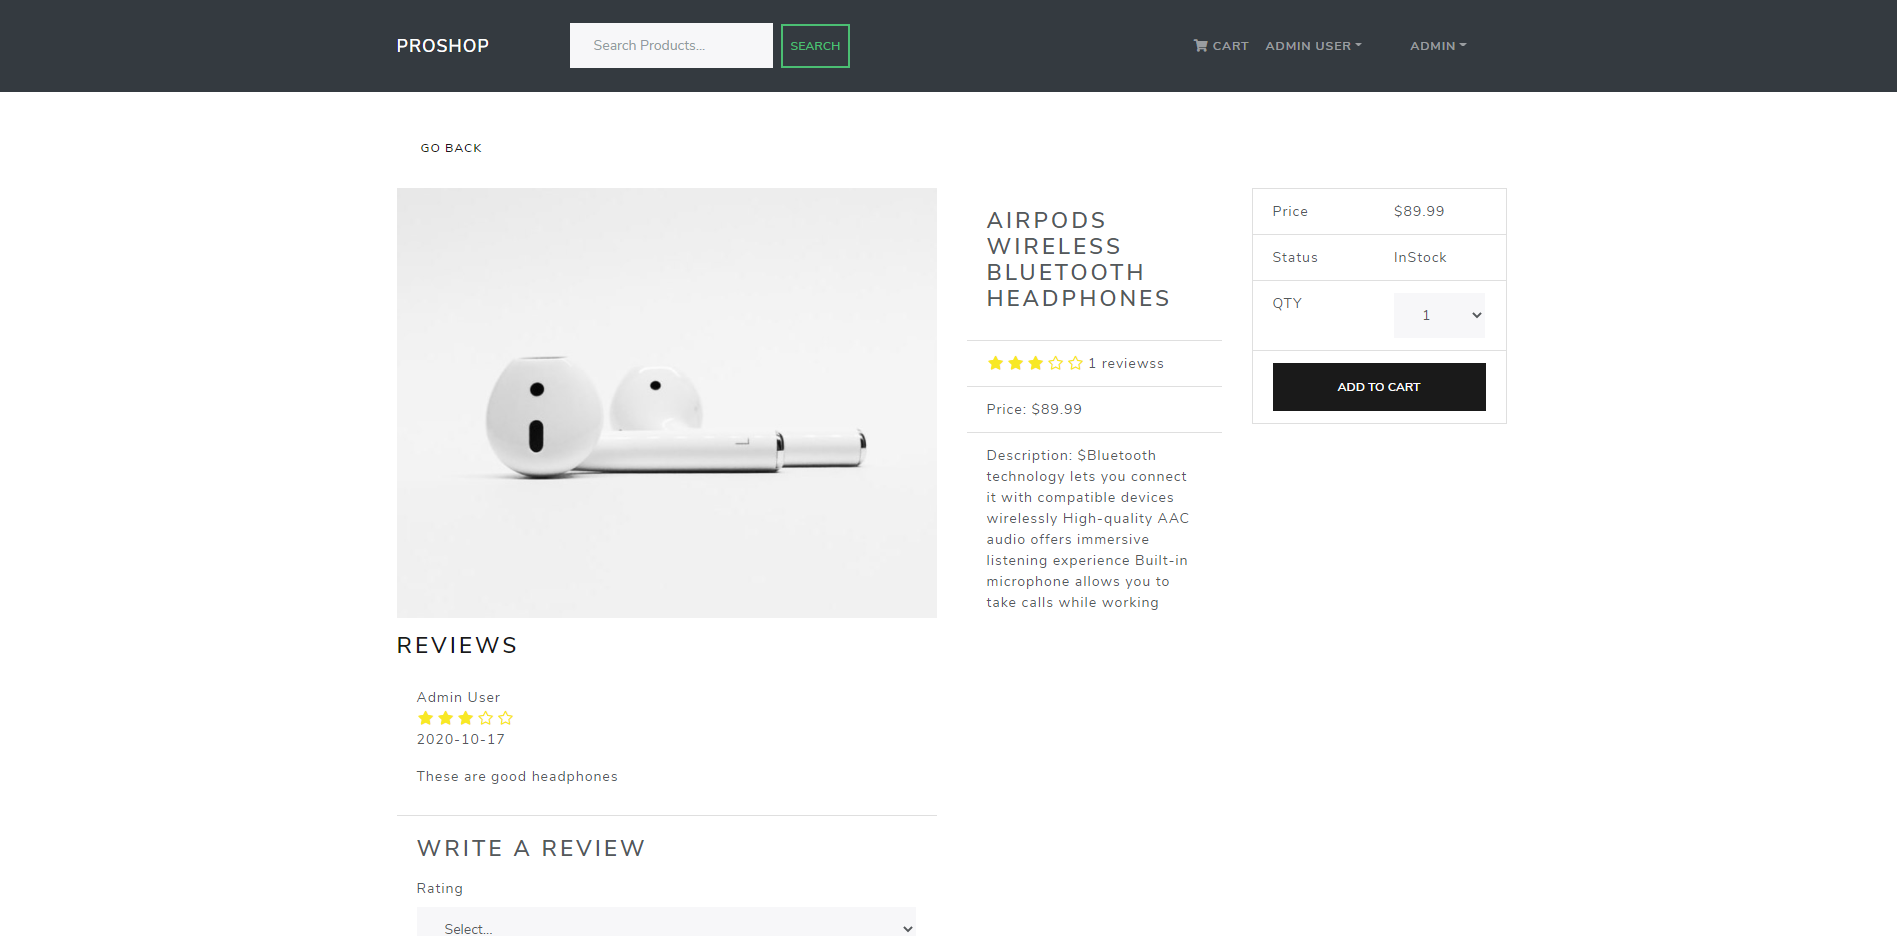 PROSHOP
Search Products...
SEARCH
CART
ADMIN USER
ADMIN
GO BACK
AIRPODS
WIRELESS
BLUETOOTH
HEADPHONES
1 reviewss
Price: $89.99
Description: $Bluetooth
technology lets you connect
it with compatible devices
wirelessly High-quality AAC
audio offers immersive
listening experience Built-in
microphone allows you to
take calls while working
Price $89.99
Status InStock
QTY 1
ADD TO CART
REVIEWS
Admin User
2020-10-17
These are good headphones
WRITE A REVIEW
Rating
Select...